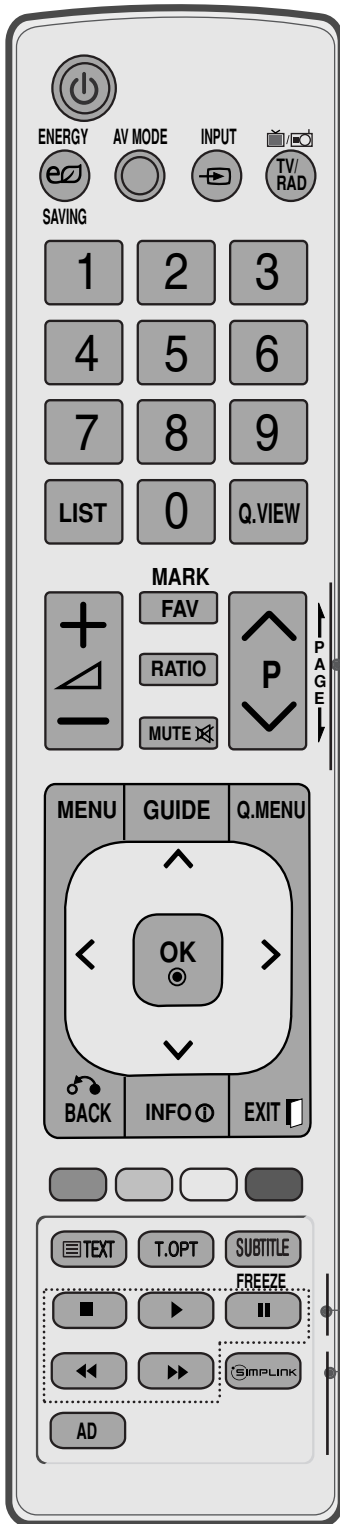 ENERGY AV MODE INPUT
TV/
RAD
SAVING
1 2 3
4 5 6
7 8 9
LIST 0 Q.VIEW
MARK
FAV
RATIO
MUTE
P
PAGE
MENU GUIDE Q.MENU
OK
BACK INFO EXIT
TEXT T.OPT SUBTITLE
FREEZE
SIMPLINK
AD